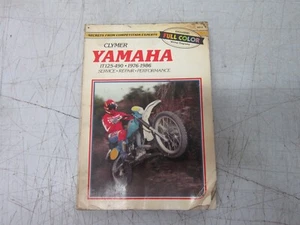 FULL COLOR
CLYMER
YAMAHA
IT125-490 • 1976-1986
SERVICE • REPAIR • PERFORMANCE